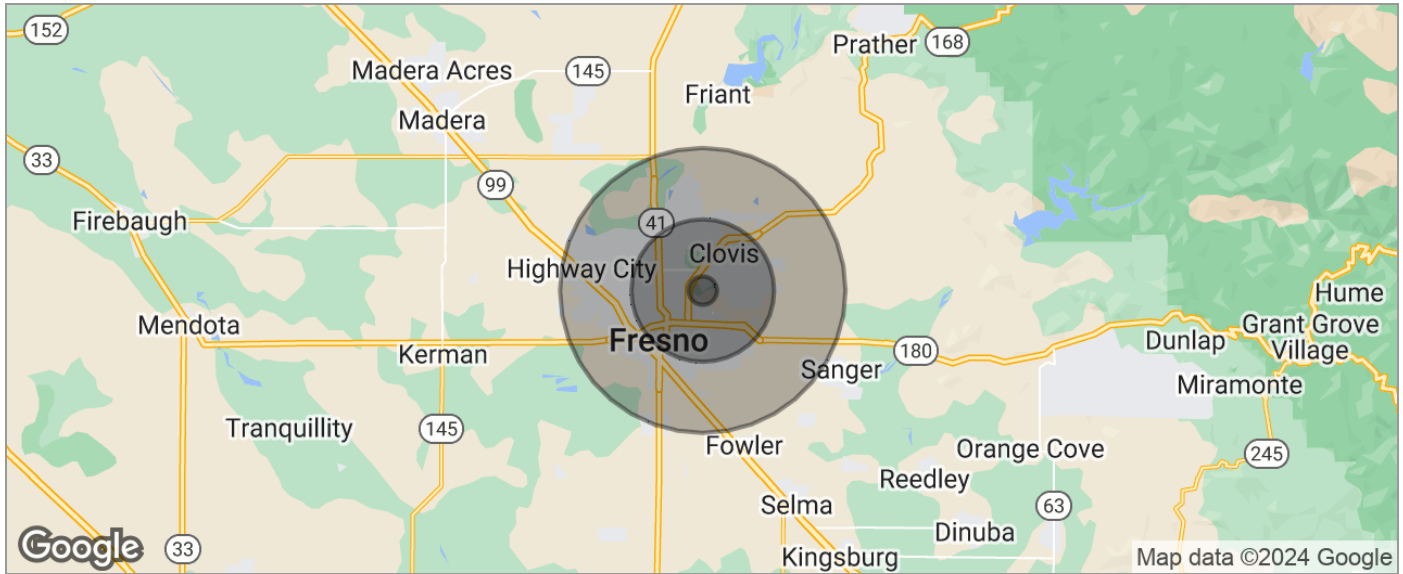 152
Prather
168
Madera Acres
145
Friant
Madera
33
99
Firebaugh
41
Clovis
Highway City
Hume
Mendota
Fresno
Grant Grove
Village
Dunlap
Kerman
180
Sanger
Miramonte
Tranquillity
145
Fowler
Orange Cove
245
Reedley
Selma
63
Dinuba
Google
33
Kingsburg
Map data ©2024 Google